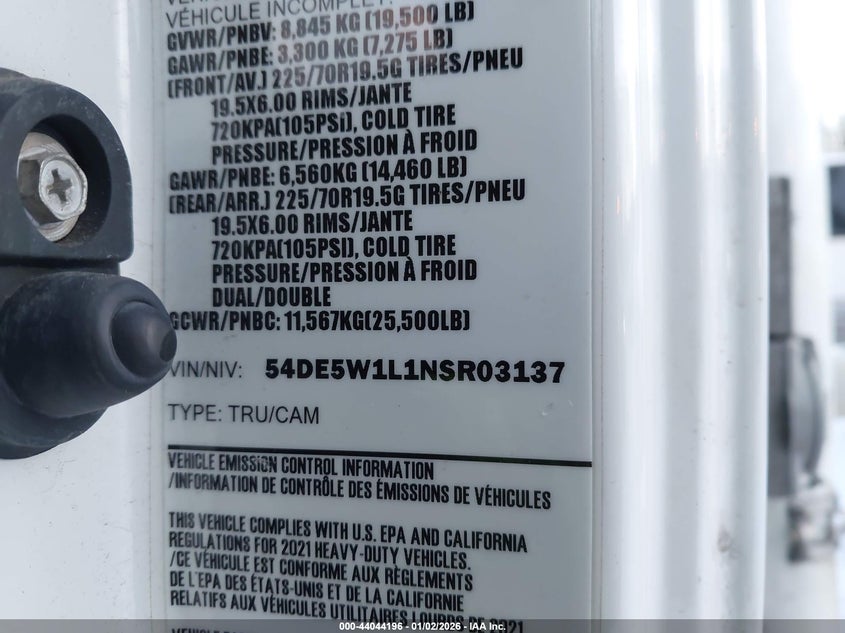 VÉHICULE INCOMPLET:
GVWR/PNBV: 8,845 KG (19,500 LB)
GAWR/PNBE: 3,300 KG (7,275 LB)
(FRONT/AV.) 225/70R19.5G TIRES/PNEU
19.5X6.00 RIMS/JANTE
720KPA(105PSi), COLD TIRE
PRESSURE/PRESSION À FROID
GAWR/PNBE: 6,560KG (14,460 LB)
(REAR/ARR.) 225/70R19.5G TIRES/PNEU
19.5X6.00 RIMS/JANTE
720KPA(105PSI), COLD TIRE
PRESSURE/PRESSION À FROID
DUAL/DOUBLE
GCWR/PNBC: 11,567KG(25,500LB)
VIN/NIV: 54DE5W1L1NSR03137
TYPE: TRU/CAM
VEHICLE EMISSION CONTROL INFORMATION
/INFORMATION DE CONTRÔLE DES ÉMISSIONS DE VÉHICULES
THIS VEHICLE COMPLIES WITH U.S. EPA AND CALIFORNIA
REGULATIONS FOR 2021 HEAVY-DUTY VEHICLES.
/CE VÉHICULE EST CONFORME AUX RÈGLEMENTS
DE L'EPA DES ÉTATS-UNIS ET DE LA CALIFORNIE
RELATIFS AUX VÉHICULES UTILITAIRES LOURDS DE 2021
000-44044196 - 01/02/2026 - IAA Inc.